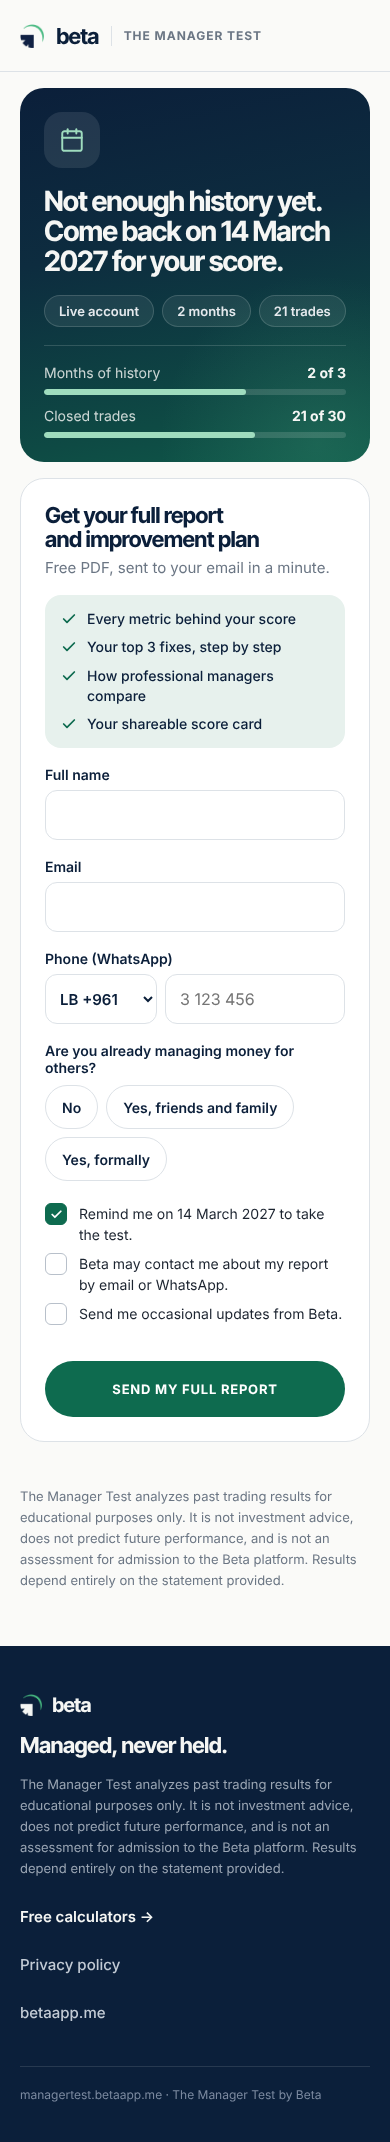 beta
THE MANAGER TEST
Not enough history yet.
Come back on 14 March
2027 for your score.
Live account
2 months
21 trades
Months of history
2 of 3
Closed trades
21 of 30
Get your full report
and improvement plan
Free PDF, sent to your email in a minute.
Every metric behind your score
Your top 3 fixes, step by step
How professional managers
compare
Your shareable score card
Full name
Email
Phone (WhatsApp)
LB +961
3 123 456
Are you already managing money for
others?
No
Yes, friends and family
Yes, formally
Remind me on 14 March 2027 to take
the test.
Beta may contact me about my report
by email or WhatsApp.
Send me occasional updates from Beta.
SEND MY FULL REPORT
The Manager Test analyzes past trading results for
educational purposes only. It is not investment advice,
does not predict future performance, and is not an
assessment for admission to the Beta platform. Results
depend entirely on the statement provided.
beta
Managed, never held.
The Manager Test analyzes past trading results for
educational purposes only. It is not investment advice,
does not predict future performance, and is not an
assessment for admission to the Beta platform. Results
depend entirely on the statement provided.
Free calculators →
Privacy policy
betaapp.me
managertest.betaapp.me · The Manager Test by Beta